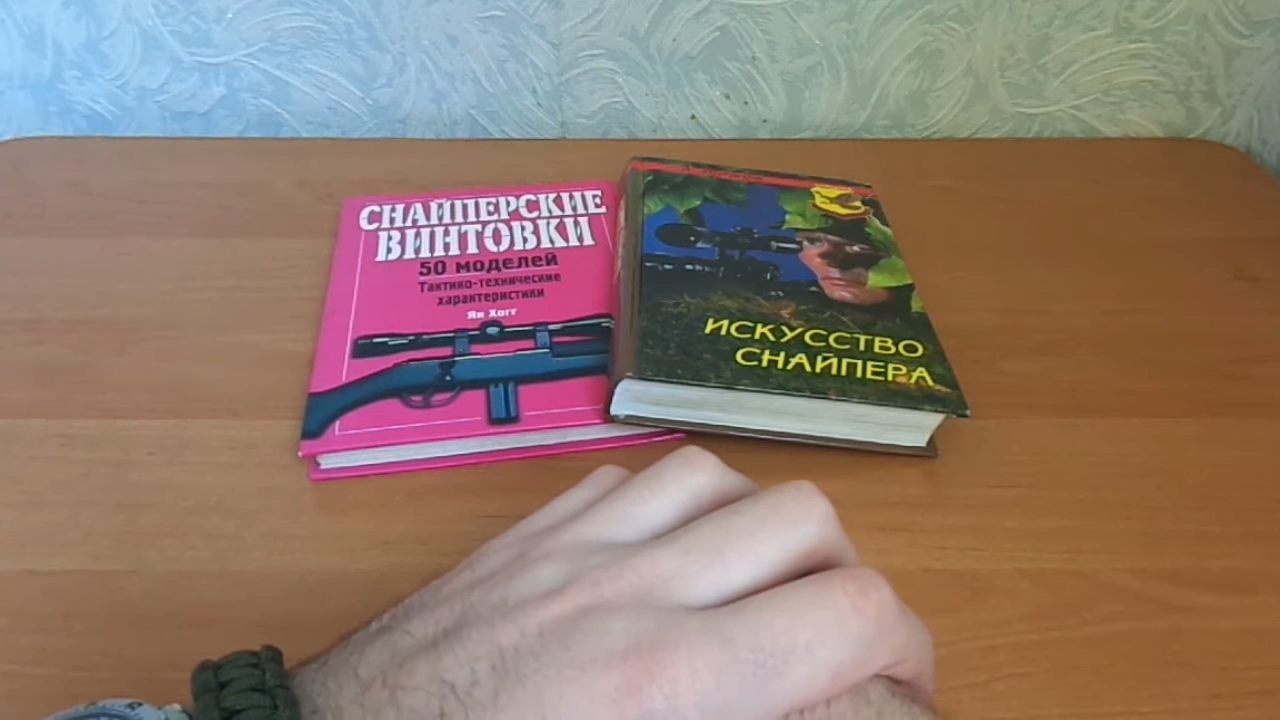 СНАЙПЕРСКИЕ
ВИНТОВКИ
50 моделей
Тактико-технические
характеристики
Ян Хогг
ИСКУССТВО
СНАЙПЕРА